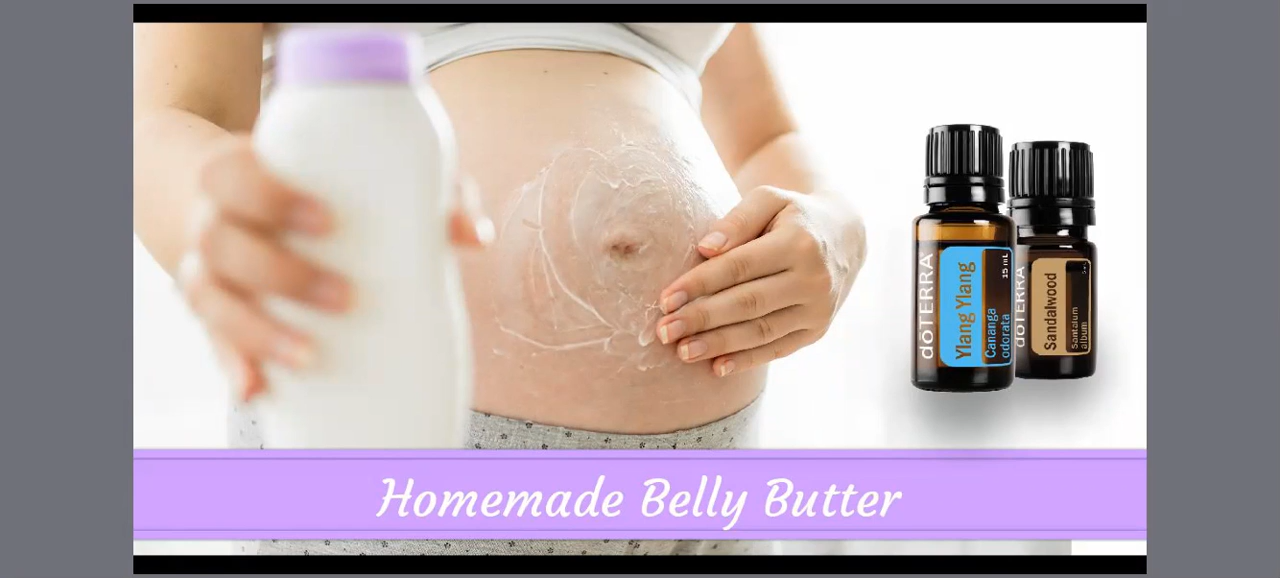 dōTERRA
Ylang Ylang
Cananga
odorata
15 mL
dōTERRA
Sandalwood
Santalum
album
Homemade Belly Butter